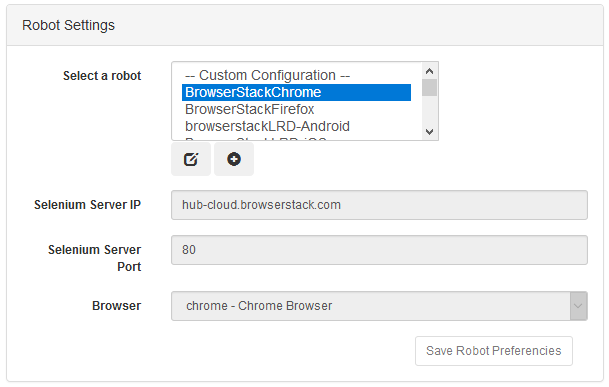 Robot Settings
Select a robot
-- Custom Configuration --
BrowserStackChrome
BrowserStackFirefox
browserstackLRD-Android
Selenium Server IP
hub-cloud.browserstack.com
Selenium Server
Port
80
Browser
chrome - Chrome Browser
Save Robot Preferencies